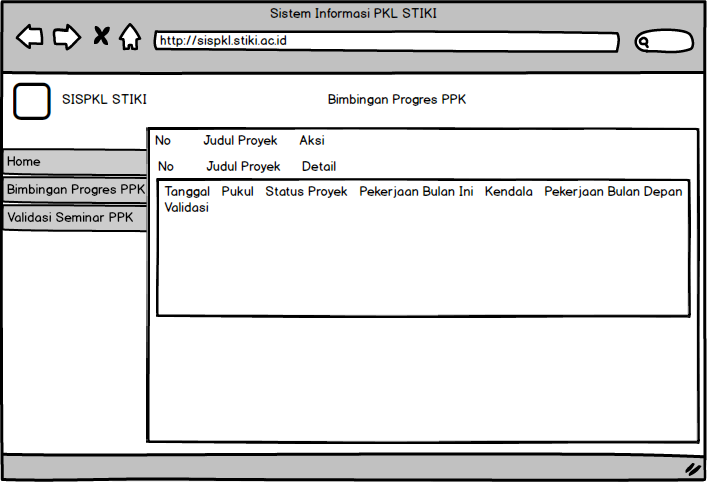 Sistem Informasi PKL STIKI
http://sispkl.stiki.ac.id
SISPKL STIKI
Bimbingan Progres PPK
Home
Bimbingan Progres PPK
Validasi Seminar PPK
No Judul Proyek Aksi
No Judul Proyek Detail
Tanggal Pukul Status Proyek Pekerjaan Bulan Ini Kendala Pekerjaan Bulan Depan
Validasi